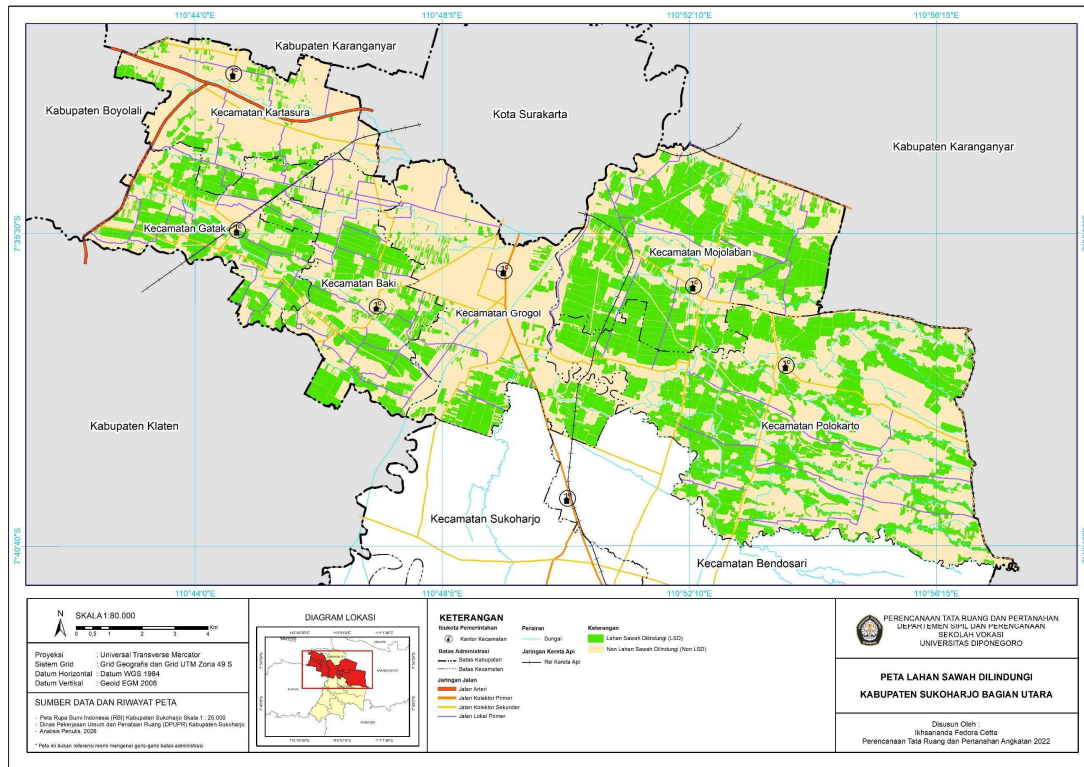 110°44'0"E
110°48'5"E
110°52'10"E
110°56'15"E
Kabupaten Karanganyar
Kabupaten Boyolali
Kecamatan Kartasura
Kota Surakarta
Kabupaten Karanganyar
7°35'30"S
Kecamatan Gatak
Kecamatan Mojolaban
Kecamatan Baki
Kecamatan Grogol
Kabupaten Klaten
Kecamatan Polokarto
Kecamatan Sukoharjo
7°40'40"S
Kecamatan Bendosari
110°44'0"E
110°48'5"E
110°52'10"E
110°56'15"E
N
SKALA 1:80.000
0 0,5 1 2 3 4 Km
Proyeksi : Universal Transverse Mercator
Sistem Grid : Grid Geografis dan Grid UTM Zona 49 S
Datum Horizontal : Datum WGS 1984
Datum Vertikal : Geoid EGM 2008
SUMBER DATA DAN RIWAYAT PETA
- Peta Rupa Bumi Indonesia (RBI) Kabupaten Sukoharjo Skala 1 : 25.000
- Dinas Pekerjaan Umum dan Penataan Ruang (DPUPR) Kabupaten Sukoharjo
- Analisis Penulis, 2026
* Peta ini bukan referensi resmi mengenai garis-garis batas administrasi
DIAGRAM LOKASI
KETERANGAN
Ibukota Pemerintahan
Kantor Kecamatan
Batas Administrasi
Batas Kabupaten
Batas Kecamatan
Jaringan Jalan
Jalan Arteri
Jalan Kolektor Primer
Jalan Kolektor Sekunder
Jalan Lokal Primer
Perairan
Sungai
Jaringan Kereta Api
Rel Kereta Api
Keterangan
Lahan Sawah Dilindungi (LSD)
Non Lahan Sawah Dilindungi (Non LSD)
PERENCANAAN TATA RUANG DAN PERTANAHAN
DEPARTEMEN SIPIL DAN PERENCANAAN
SEKOLAH VOKASI
UNIVERSITAS DIPONEGORO
PETA LAHAN SAWAH DILINDUNGI
KABUPATEN SUKOHARJO BAGIAN UTARA
Disusun Oleh :
Ikhsananda Fedora Cetta
Perencanaan Tata Ruang dan Pertanahan Angkatan 2022